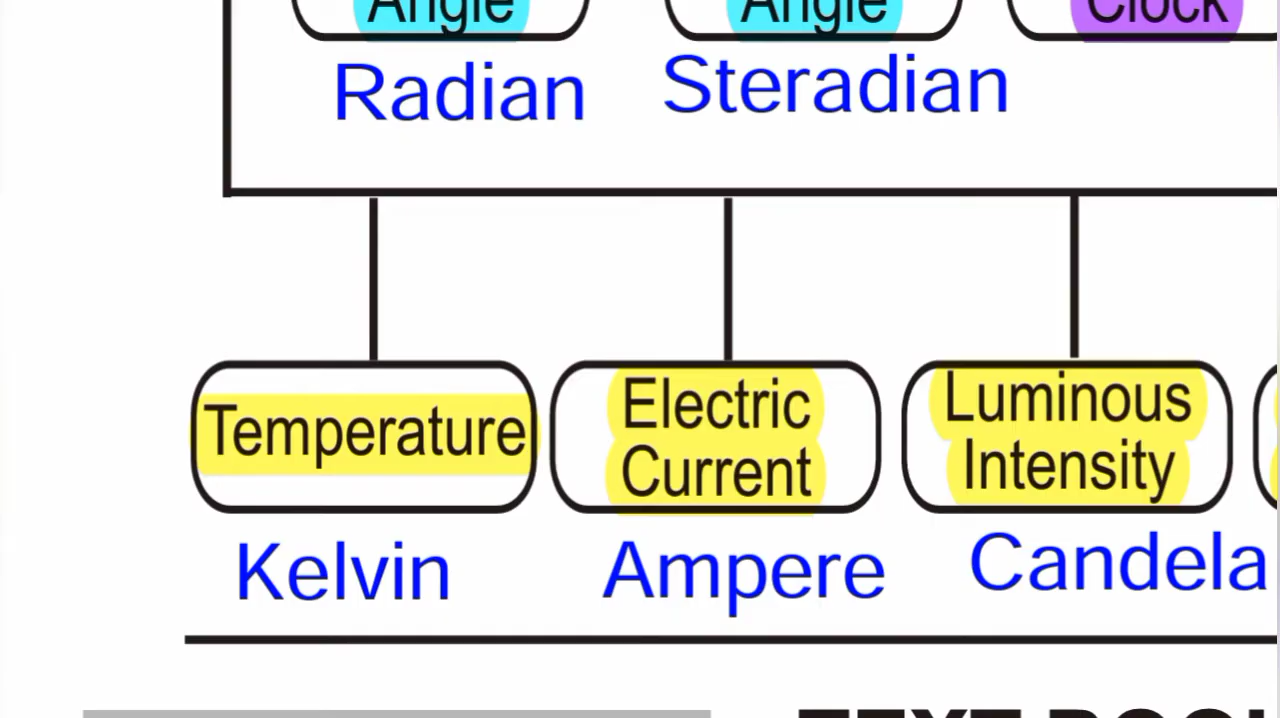 Angle Angle Clock
Radian Steradian
Temperature Electric Current Luminous Intensity
Kelvin Ampere Candela